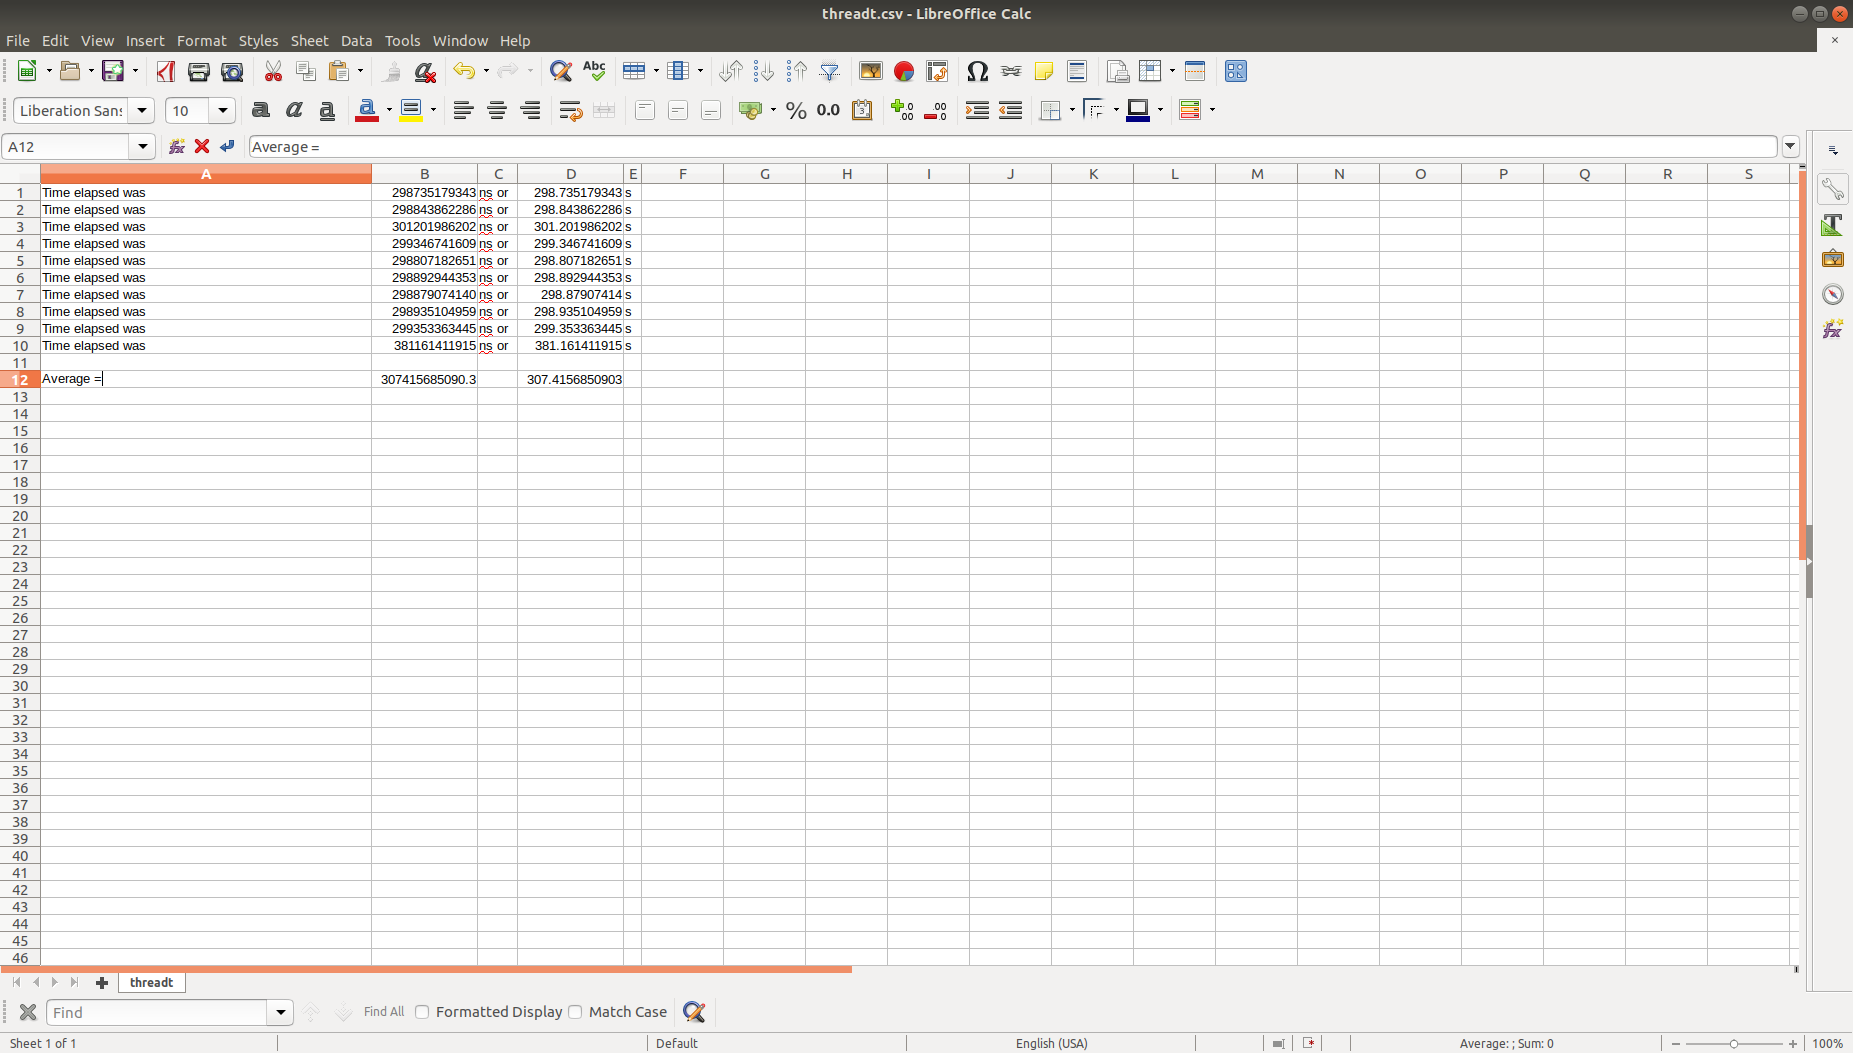 threadt.csv - LibreOffice Calc
File Edit View Insert Format Styles Sheet Data Tools Window Help
Liberation Sans 10
A12 Average =
A B C D E F G H I J K L M N O P Q R S
1 Time elapsed was 298735179343 ns or 298.735179343 s
2 Time elapsed was 298843862286 ns or 298.843862286 s
3 Time elapsed was 301201986202 ns or 301.201986202 s
4 Time elapsed was 299346741609 ns or 299.346741609 s
5 Time elapsed was 298807182651 ns or 298.807182651 s
6 Time elapsed was 298892944353 ns or 298.892944353 s
7 Time elapsed was 298879074140 ns or 298.87907414 s
8 Time elapsed was 298935104959 ns or 298.935104959 s
9 Time elapsed was 299353363445 ns or 299.353363445 s
10 Time elapsed was 381161411915 ns or 381.161411915 s
11
12 Average = 307415685090.3 307.4156850903
13
14
15
16
17
18
19
20
21
22
23
24
25
26
27
28
29
30
31
32
33
34
35
36
37
38
39
40
41
42
43
44
45
46
threadt
Find Find All Formatted Display Match Case
Sheet 1 of 1 Default English (USA) Average: ; Sum: 0 100%